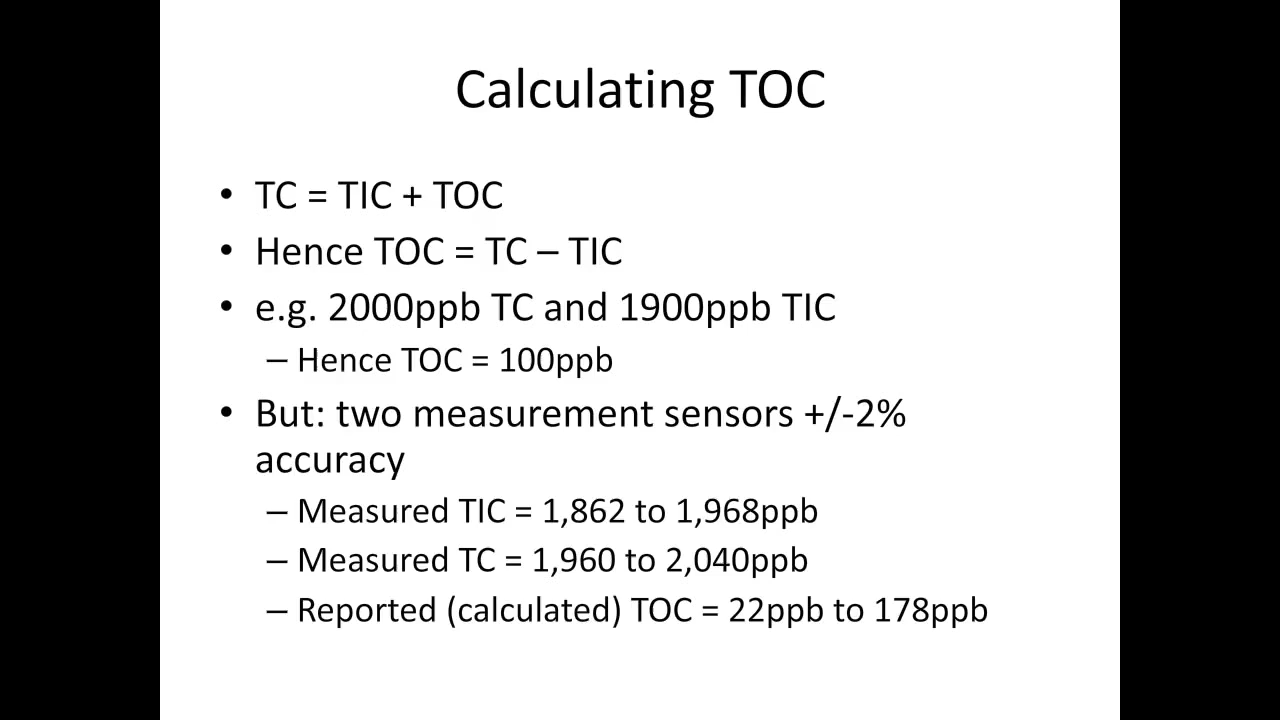 Calculating TOC
• TC = TIC + TOC
• Hence TOC = TC – TIC
• e.g. 2000ppb TC and 1900ppb TIC
– Hence TOC = 100ppb
• But: two measurement sensors +/-2%
accuracy
– Measured TIC = 1,862 to 1,968ppb
– Measured TC = 1,960 to 2,040ppb
– Reported (calculated) TOC = 22ppb to 178ppb